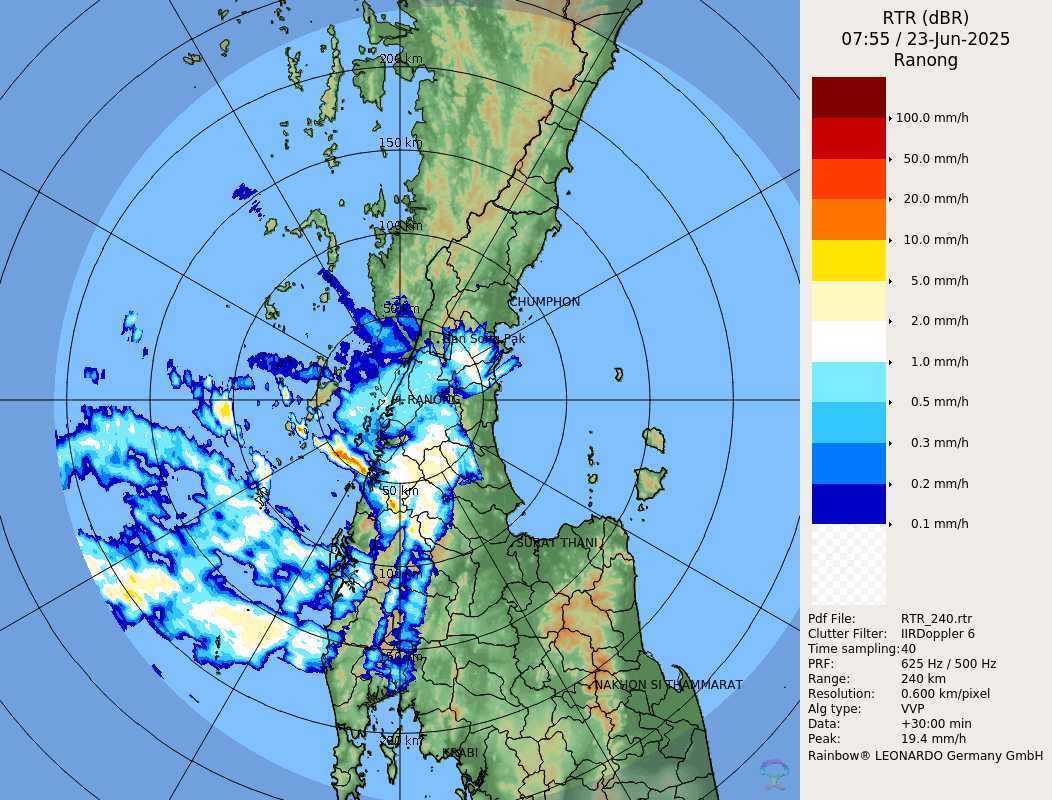 RTR (dBR)
07:55 / 23-Jun-2025
Ranong
100.0 mm/h
50.0 mm/h
20.0 mm/h
10.0 mm/h
5.0 mm/h
2.0 mm/h
1.0 mm/h
0.5 mm/h
0.3 mm/h
0.2 mm/h
0.1 mm/h
Pdf File: RTR_240.rtr
Clutter Filter: IIRDoppler 6
Time sampling:40
PRF: 625 Hz / 500 Hz
Range: 240 km
Resolution: 0.600 km/pixel
Alg type: VVP
Data: +30:00 min
Peak: 19.4 mm/h
Rainbow® LEONARDO Germany GmbH
200 km
150 km
100 km
50 km
CHUMPHON
Ban Song Pak
RANONG
50 km
SURAT THANI
100 km
150 km
NAKHON SI THAMMARAT
200 km
KRABI